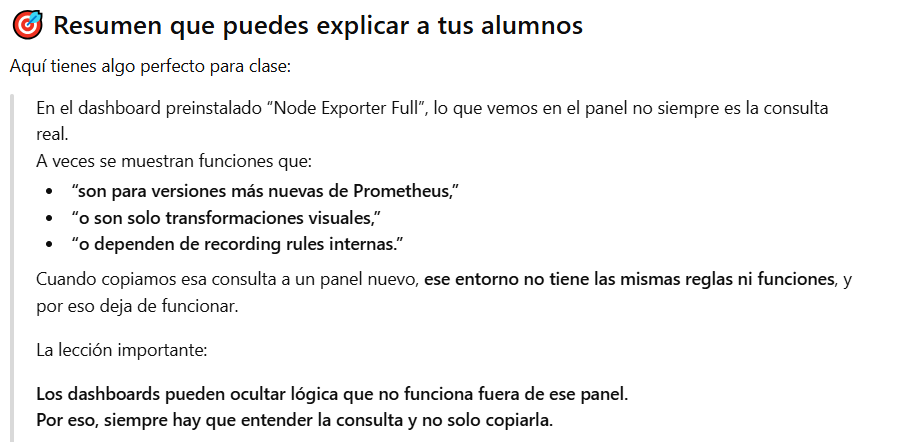 Resumen que puedes explicar a tus alumnos
Aquí tienes algo perfecto para clase:
En el dashboard preinstalado “Node Exporter Full”, lo que vemos en el panel no siempre es la consulta
real.
A veces se muestran funciones que:
• “son para versiones más nuevas de Prometheus,”
• “o son solo transformaciones visuales,”
• “o dependen de recording rules internas.”
Cuando copiamos esa consulta a un panel nuevo, ese entorno no tiene las mismas reglas ni funciones, y
por eso deja de funcionar.
La lección importante:
Los dashboards pueden ocultar lógica que no funciona fuera de ese panel.
Por eso, siempre hay que entender la consulta y no solo copiarla.